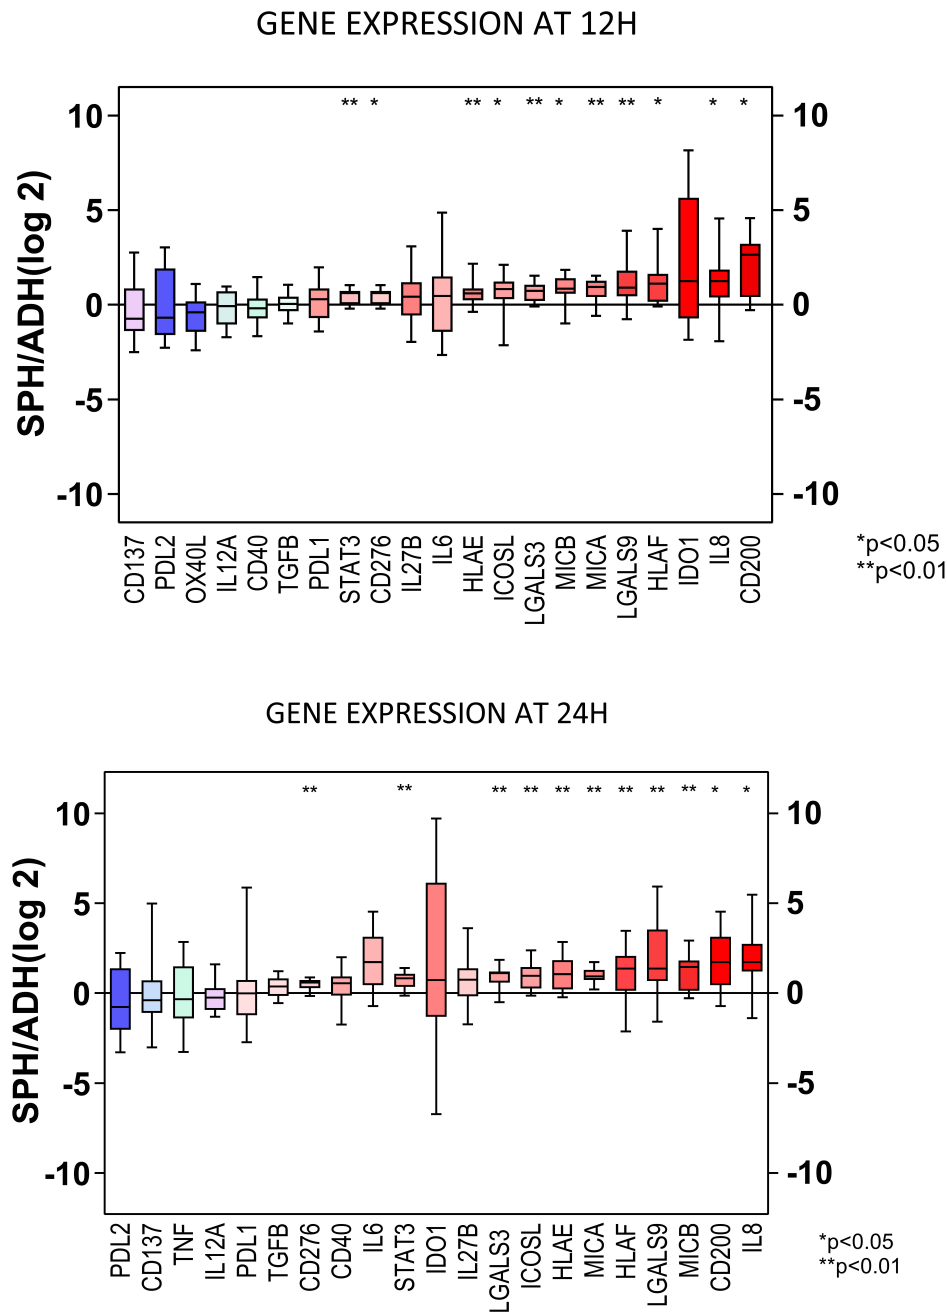 GENE EXPRESSION AT 12H
** * ** * ** * ** ** * * *
10 10
5 5
0 0
-5 -5
-10 -10
SPH/ADH(log 2)
CD137 PDL2 OX40L IL12A CD40 TGFB PDL1 STAT3 CD276 IL27B IL6 HLAE ICOSL LGALS3 MICB MICA LGALS9 HLAF IDO1 IL8 CD200
*p<0.05
**p<0.01
GENE EXPRESSION AT 24H
** ** ** ** ** ** ** ** ** * *
10 10
5 5
0 0
-5 -5
-10 -10
SPH/ADH(log 2)
PDL2 CD137 TNF IL12A PDL1 TGFB CD276 CD40 IL6 STAT3 IDO1 IL27B LGALS3 ICOSL HLAE MICA HLAF LGALS9 MICB CD200 IL8
*p<0.05
**p<0.01